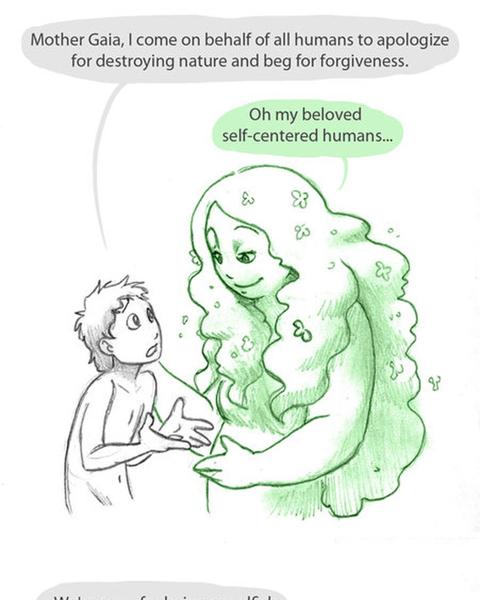 Mother Gaia, I come on behalf of all humans to apologize
for destroying nature and beg for forgiveness.
Oh my beloved
self-centered humans...